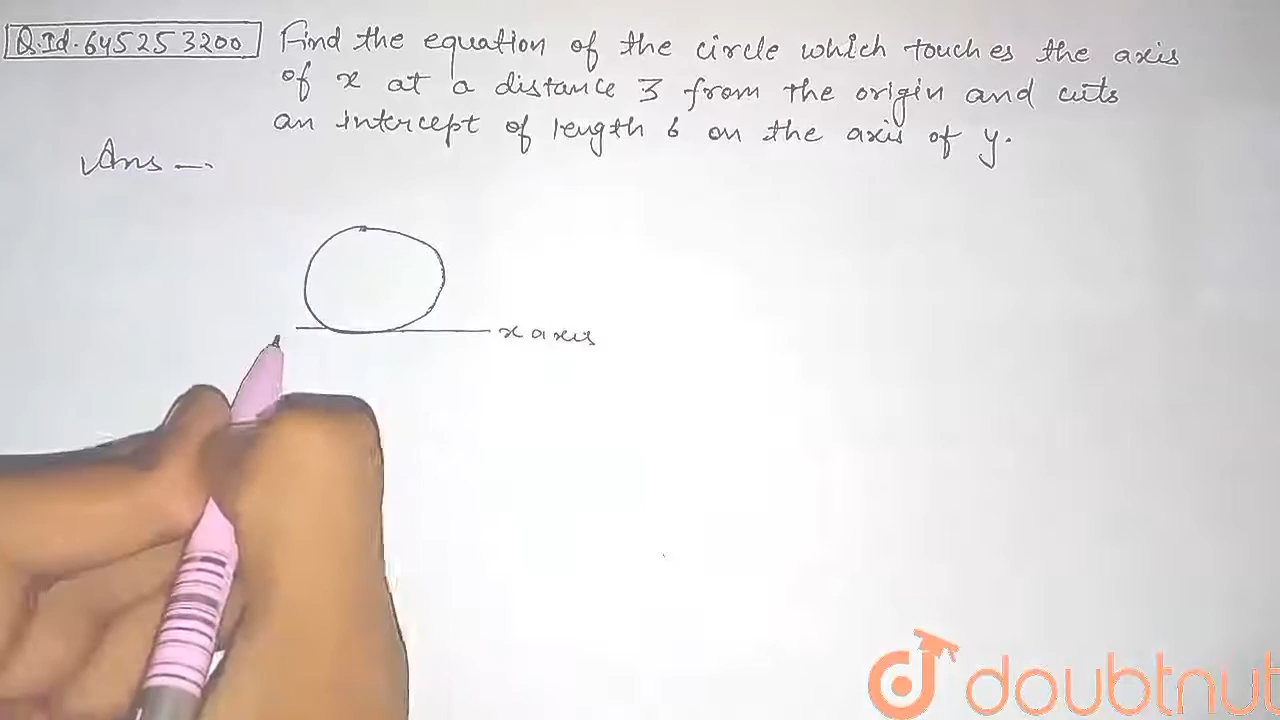 Q.Id.645253200 Find the equation of the circle which touches the axis
of x at a distance 3 from the origin and cuts
an intercept of length 6 on the axis of y.
Ans —.
x axis
doubtnut